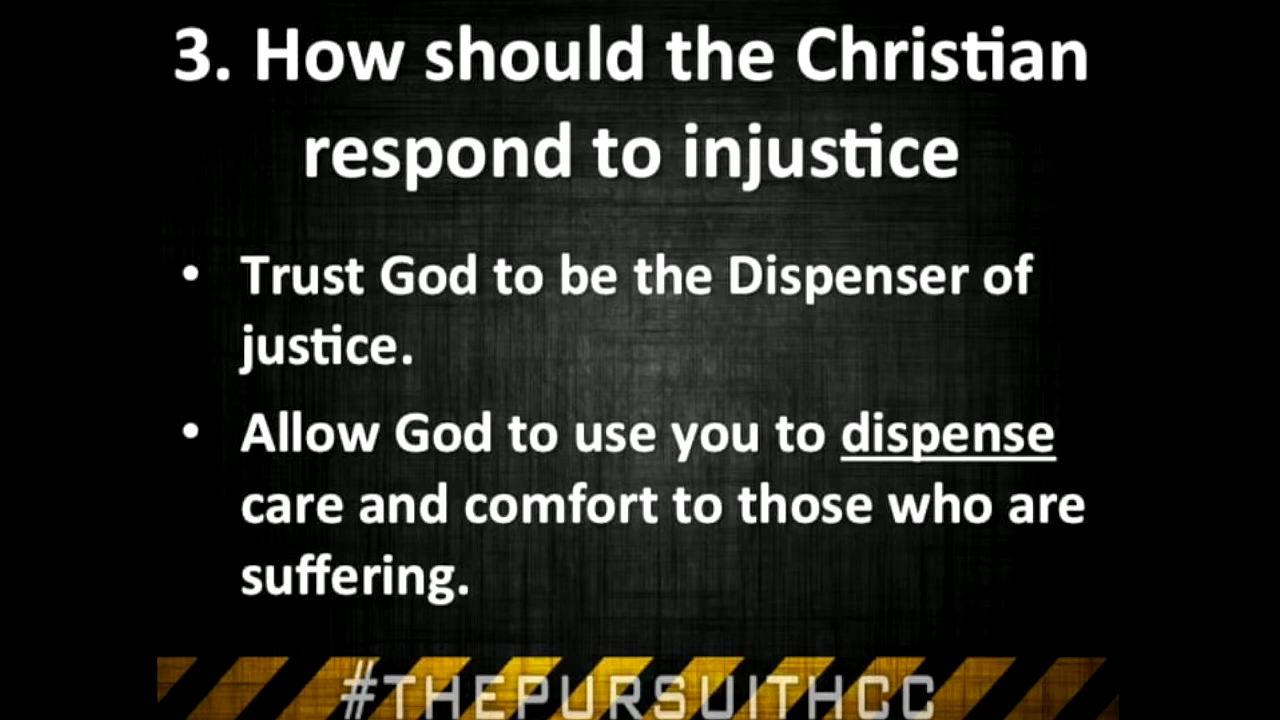 3. How should the Christian
respond to injustice
• Trust God to be the Dispenser of
justice.
• Allow God to use you to dispense
care and comfort to those who are
suffering.
#THEPURSUITHCC